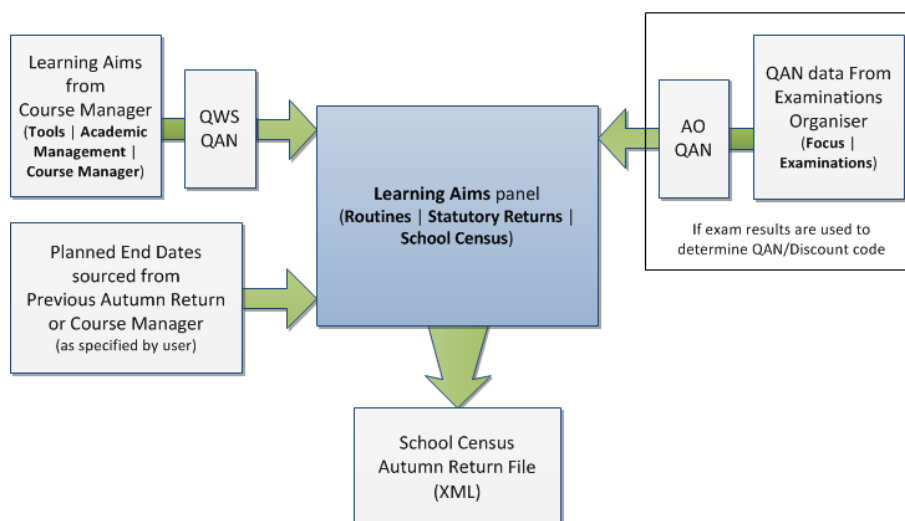 Learning Aims
from
Course Manager
(Tools | Academic
Management |
Course Manager)
QWS
QAN
Learning Aims panel
(Routines | Statutory Returns |
School Census)
AO
QAN
QAN data From
Examinations
Organiser
(Focus |
Examinations)
If exam results are used to
determine QAN/Discount code
Planned End Dates
sourced from
Previous Autumn Return
or Course Manager
(as specified by user)
School Census
Autumn Return File
(XML)